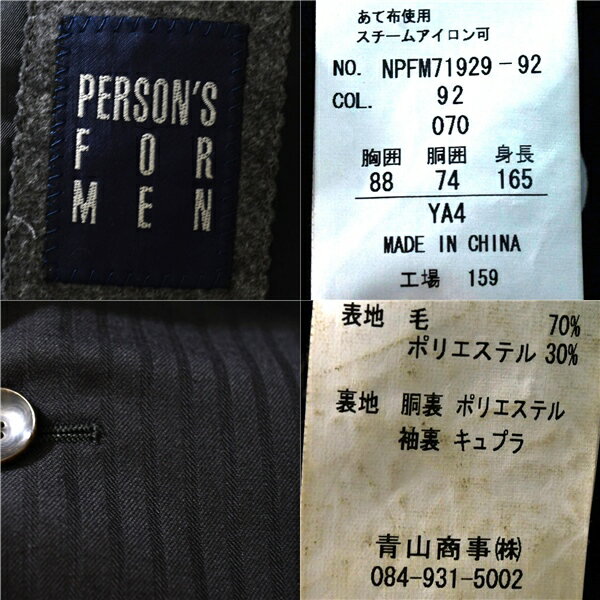 PERSON'S
FOR
MEN
あて布使用
スチームアイロン可
NO. NPFM71929-92
COL. 92
070
胸囲 胴囲 身長
88 74 165
YA4
MADE IN CHINA
工場 159
表地 毛 70%
ポリエステル 30%
裏地 胴裏 ポリエステル
袖裏 キュプラ
青山商事㈱
084-931-5002